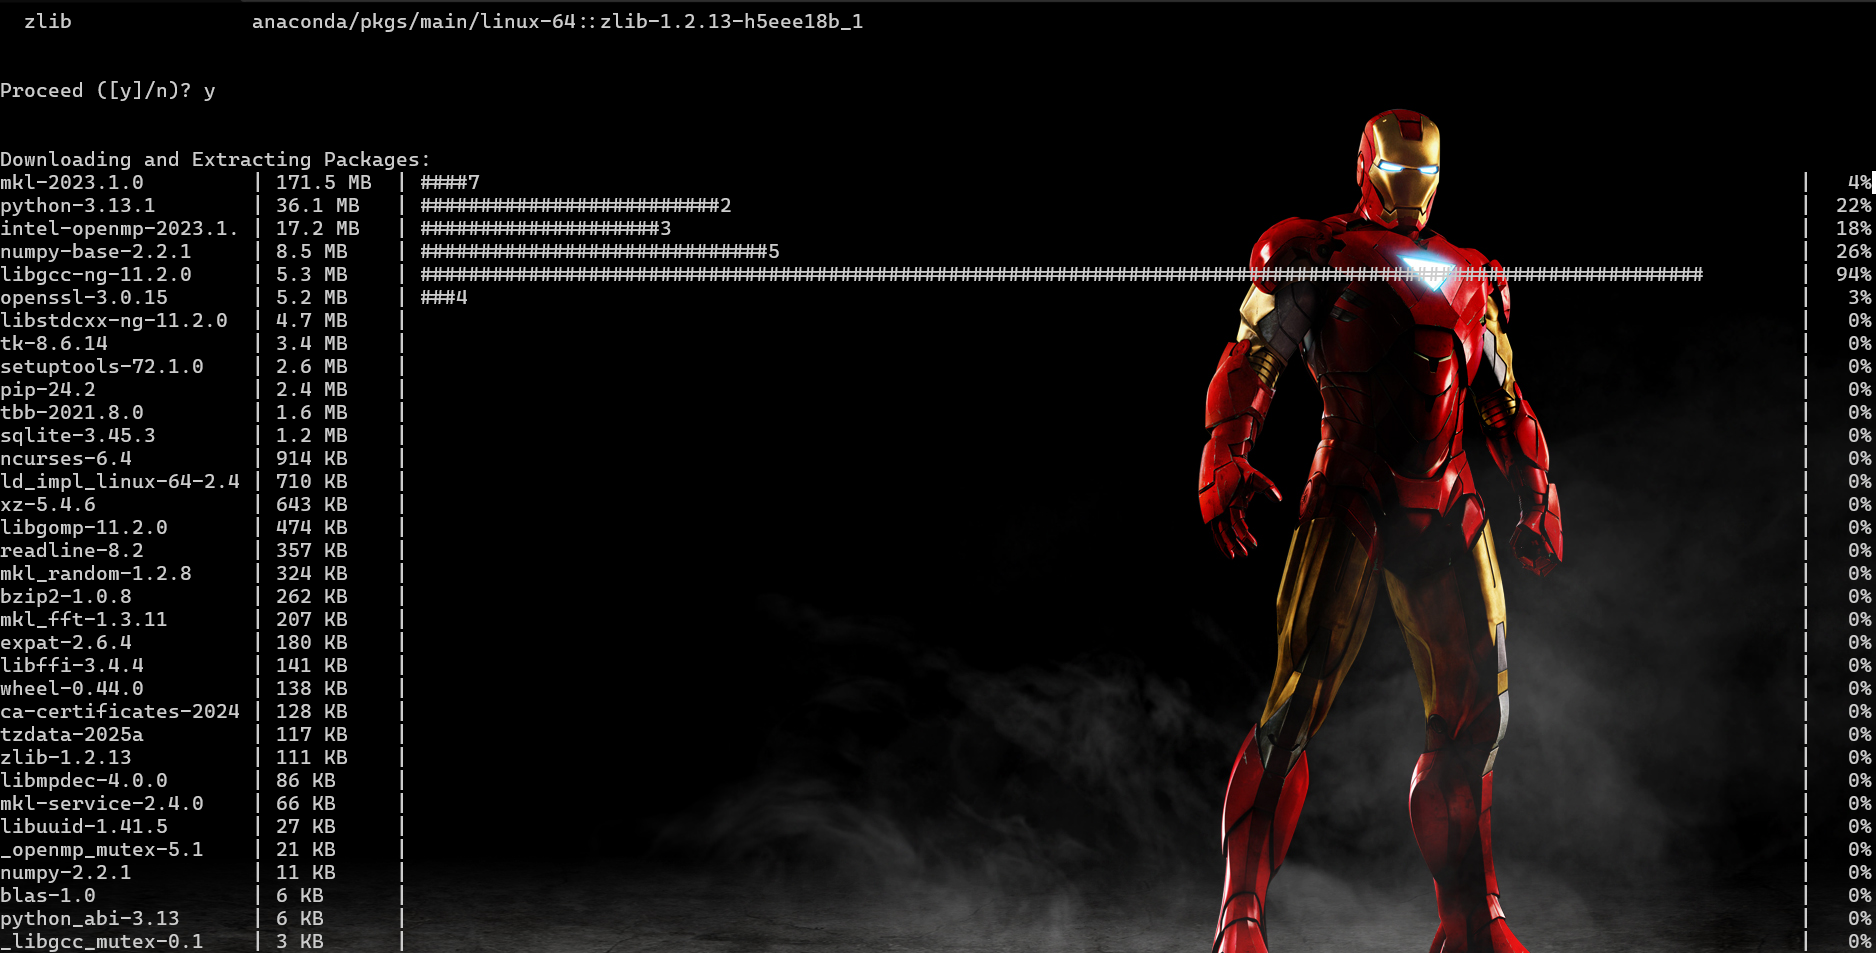 zlib anaconda/pkgs/main/linux-64::zlib-1.2.13-h5eee18b_1
Proceed ([y]/n)? y
Downloading and Extracting Packages:
mkl-2023.1.0 | 171.5 MB | ####7 | 4%
python-3.13.1 | 36.1 MB | #########################2 | 22%
intel-openmp-2023.1. | 17.2 MB | ####################3 | 18%
numpy-base-2.2.1 | 8.5 MB | #############################5 | 26%
libgcc-ng-11.2.0 | 5.3 MB | ########################################################################################################### | 94%
openssl-3.0.15 | 5.2 MB | ###4 | 3%
libstdcxx-ng-11.2.0 | 4.7 MB | | 0%
tk-8.6.14 | 3.4 MB | | 0%
setuptools-72.1.0 | 2.6 MB | | 0%
pip-24.2 | 2.4 MB | | 0%
tbb-2021.8.0 | 1.6 MB | | 0%
sqlite-3.45.3 | 1.2 MB | | 0%
ncurses-6.4 | 914 KB | | 0%
ld_impl_linux-64-2.4 | 710 KB | | 0%
xz-5.4.6 | 643 KB | | 0%
libgomp-11.2.0 | 474 KB | | 0%
readline-8.2 | 357 KB | | 0%
mkl_random-1.2.8 | 324 KB | | 0%
bzip2-1.0.8 | 262 KB | | 0%
mkl_fft-1.3.11 | 207 KB | | 0%
expat-2.6.4 | 180 KB | | 0%
libffi-3.4.4 | 141 KB | | 0%
wheel-0.44.0 | 138 KB | | 0%
ca-certificates-2024 | 128 KB | | 0%
tzdata-2025a | 117 KB | | 0%
zlib-1.2.13 | 111 KB | | 0%
libmpdec-4.0.0 | 86 KB | | 0%
mkl-service-2.4.0 | 66 KB | | 0%
libuuid-1.41.5 | 27 KB | | 0%
_openmp_mutex-5.1 | 21 KB | | 0%
numpy-2.2.1 | 11 KB | | 0%
blas-1.0 | 6 KB | | 0%
python_abi-3.13 | 6 KB | | 0%
_libgcc_mutex-0.1 | 3 KB | | 0%